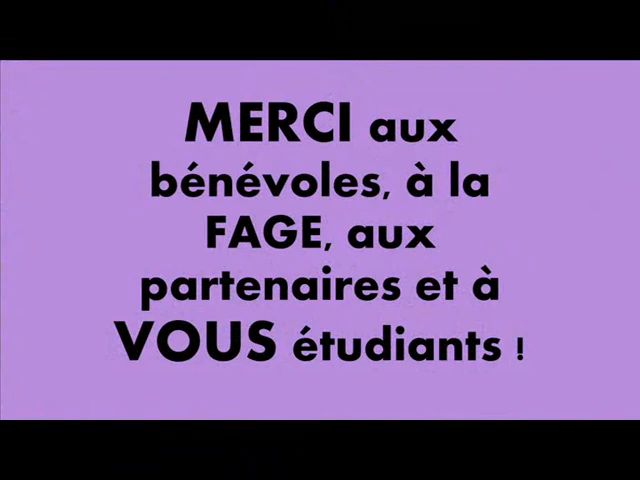 MERCI aux
bénévoles, à la
FAGE, aux
partenaires et à
VOUS étudiants !